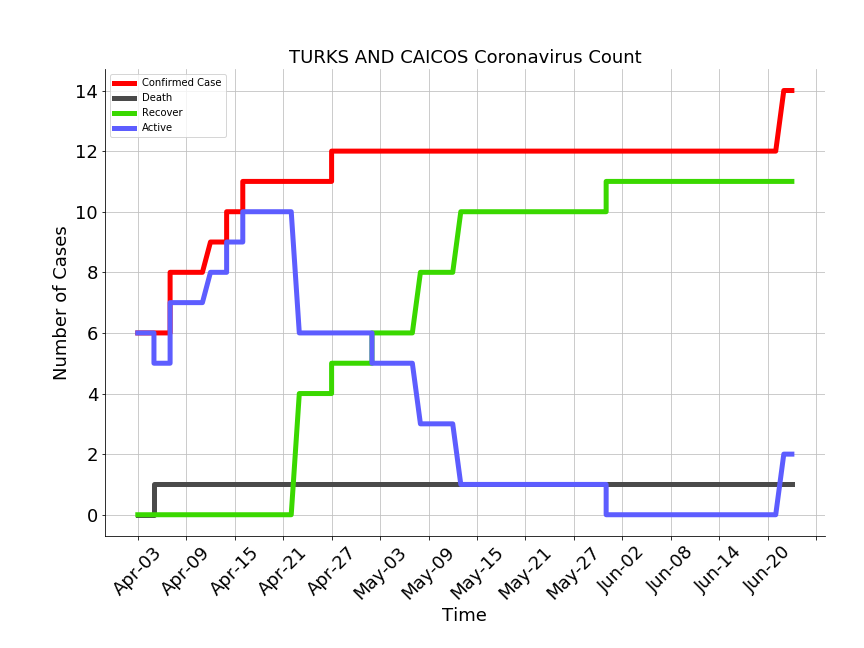 TURKS AND CAICOS Coronavirus Count
Confirmed Case
Death
Recover
Active
14
12
10
8
6
4
2
0
Number of Cases
Apr-03
Apr-09
Apr-15
Apr-21
Apr-27
May-03
May-09
May-15
May-21
May-27
Jun-02
Jun-08
Jun-14
Jun-20
Time